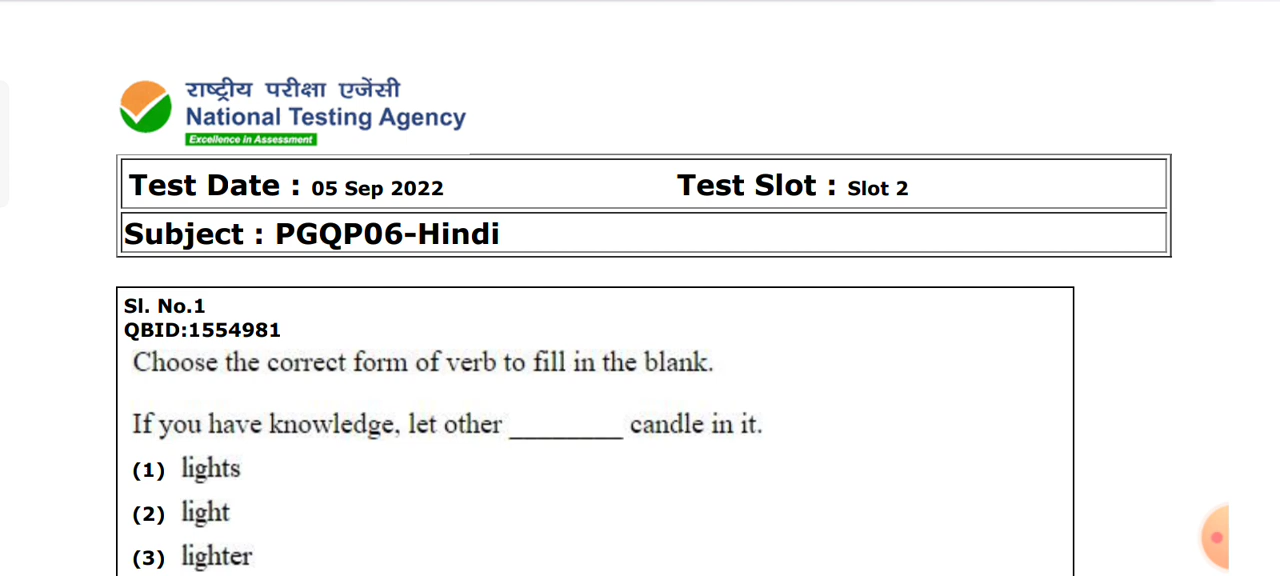 राष्ट्रीय परीक्षा एजेंसी
National Testing Agency
Excellence in Assessment
Test Date : 05 Sep 2022 Test Slot : Slot 2
Subject : PGQP06-Hindi
Sl. No.1
QBID:1554981
Choose the correct form of verb to fill in the blank.
If you have knowledge, let other ________ candle in it.
(1) lights
(2) light
(3) lighter